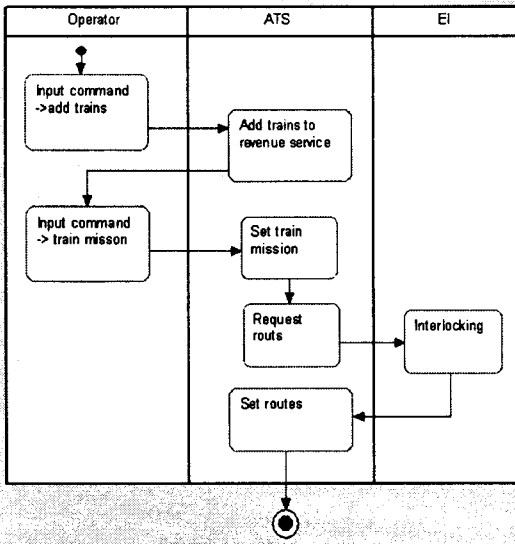 Operator
ATS
EI
Input command
->add trains
Add trains to
revenue service
Input command
-> train misson
Set train
mission
Request
routs
Interlocking
Set routes